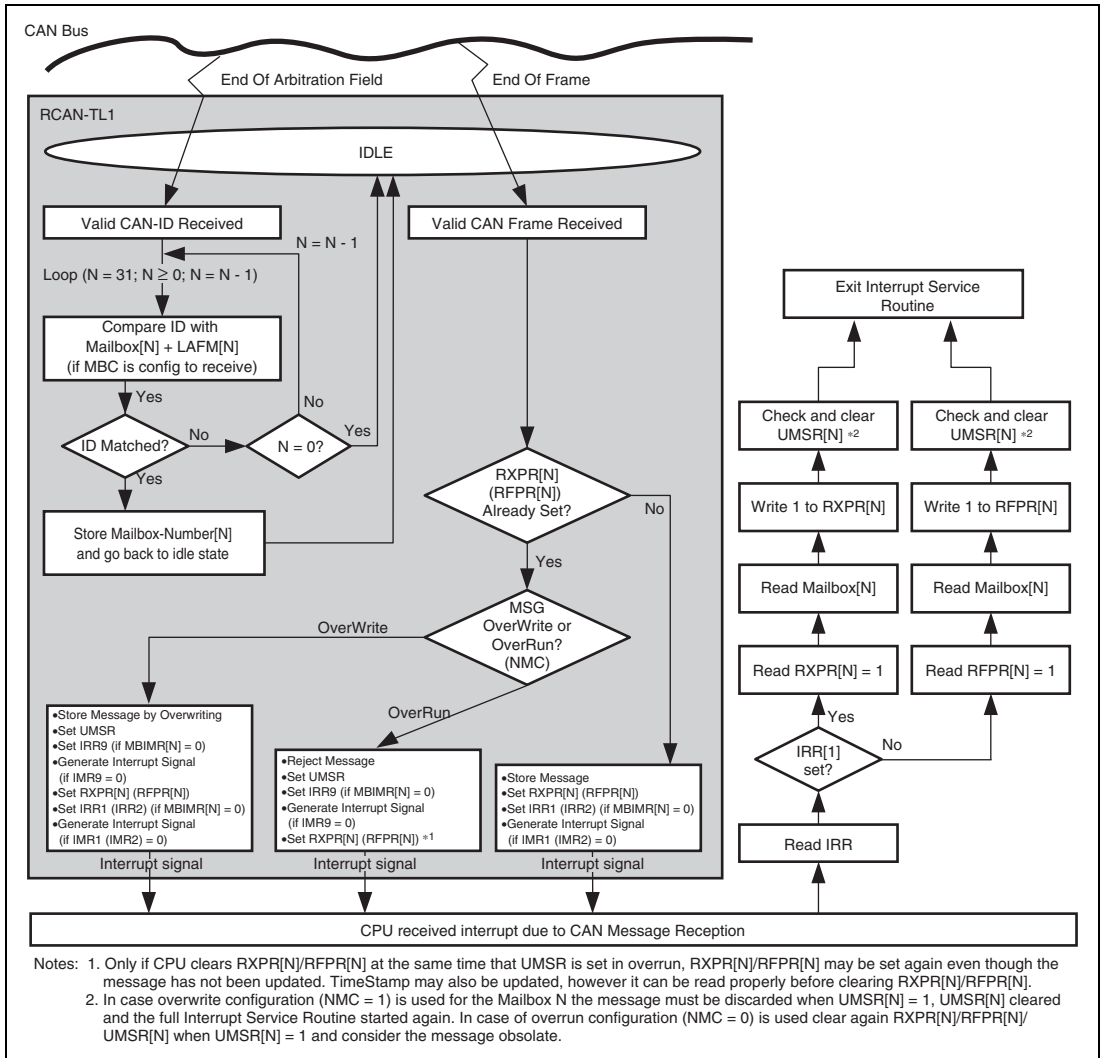 CAN Bus
End Of Arbitration Field
End Of Frame
RCAN-TL1
IDLE
Valid CAN-ID Received
Valid CAN Frame Received
N = N - 1
Loop (N = 31; N ≥ 0; N = N - 1)
Compare ID with
Mailbox[N] + LAFM[N]
(if MBC is config to receive)
Yes
ID Matched?
No
N = 0?
No
Yes
Yes
Store Mailbox-Number[N]
and go back to idle state
RXPR[N]
(RFPR[N])
Already Set?
No
Yes
MSG
OverWrite or
OverRun?
(NMC)
OverWrite
OverRun
•Store Message by Overwriting
•Set UMSR
•Set IRR9 (if MBIMR[N] = 0)
•Generate Interrupt Signal
(if IMR9 = 0)
•Set RXPR[N] (RFPR[N])
•Set IRR1 (IRR2) (if MBIMR[N] = 0)
•Generate Interrupt Signal
(if IMR1 (IMR2) = 0)
•Reject Message
•Set UMSR
•Set IRR9 (if MBIMR[N] = 0)
•Generate Interrupt Signal
(if IMR9 = 0)
•Set RXPR[N] (RFPR[N]) *1
•Store Message
•Set RXPR[N] (RFPR[N])
•Set IRR1 (IRR2) (if MBIMR[N] = 0)
•Generate Interrupt Signal
(if IMR1 (IMR2) = 0)
Interrupt signal
Interrupt signal
Interrupt signal
Exit Interrupt Service
Routine
Check and clear
UMSR[N] *2
Check and clear
UMSR[N] *2
Write 1 to RXPR[N]
Write 1 to RFPR[N]
Read Mailbox[N]
Read Mailbox[N]
Read RXPR[N] = 1
Read RFPR[N] = 1
Yes
IRR[1]
set?
No
Read IRR
CPU received interrupt due to CAN Message Reception
Notes: 1. Only if CPU clears RXPR[N]/RFPR[N] at the same time that UMSR is set in overrun, RXPR[N]/RFPR[N] may be set again even though the
message has not been updated. TimeStamp may also be updated, however it can be read properly before clearing RXPR[N]/RFPR[N].
2. In case overwrite configuration (NMC = 1) is used for the Mailbox N the message must be discarded when UMSR[N] = 1, UMSR[N] cleared
and the full Interrupt Service Routine started again. In case of overrun configuration (NMC = 0) is used clear again RXPR[N]/RFPR[N]/
UMSR[N] when UMSR[N] = 1 and consider the message obsolate.